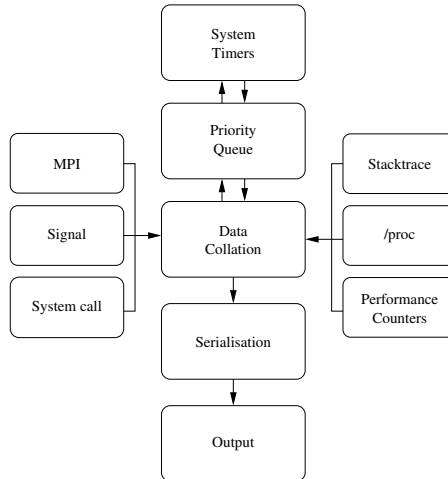 System
Timers
Priority
Queue
MPI
Stacktrace
Signal
Data
Collation
/proc
System call
Performance
Counters
Serialisation
Output